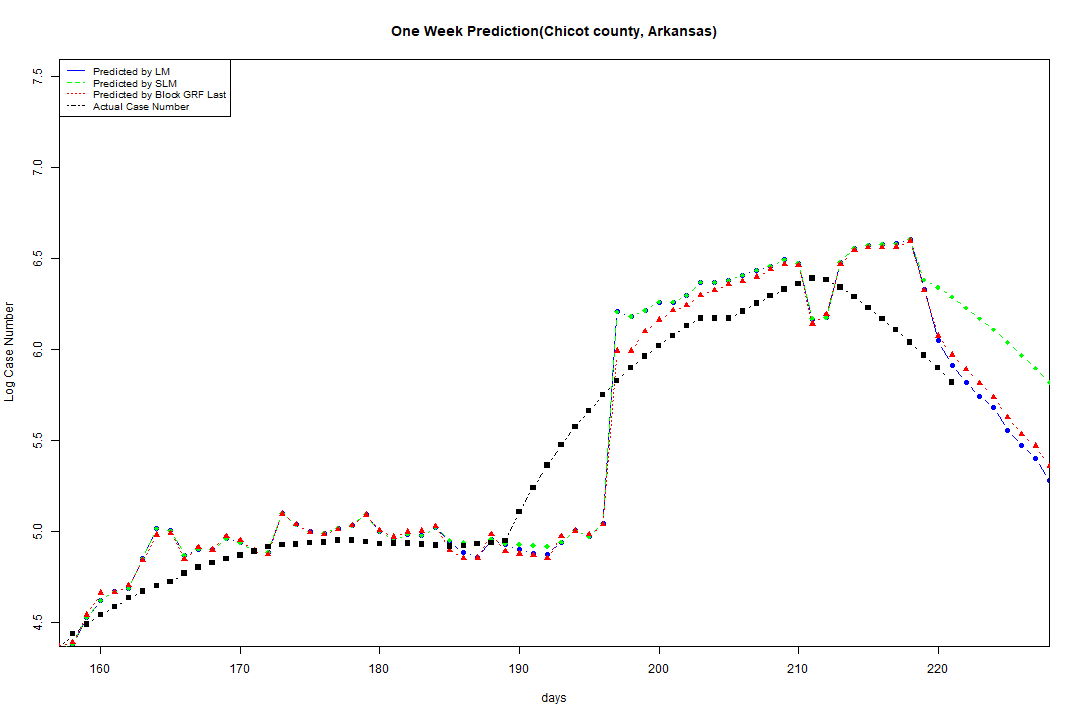 One Week Prediction(Chicot county, Arkansas)
Predicted by LM
Predicted by SLM
Predicted by Block GRF Last
Actual Case Number
7.5
7.0
6.5
6.0
5.5
5.0
4.5
Log Case Number
160 170 180 190 200 210 220
days